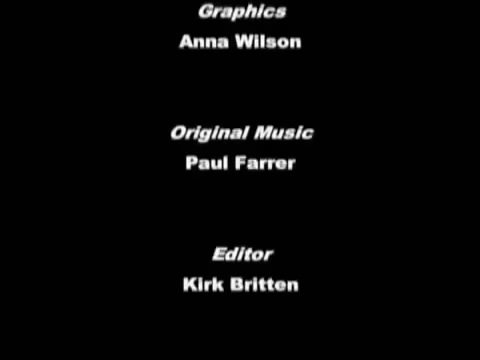 Graphics
Anna Wilson
Original Music
Paul Farrer
Editor
Kirk Britten